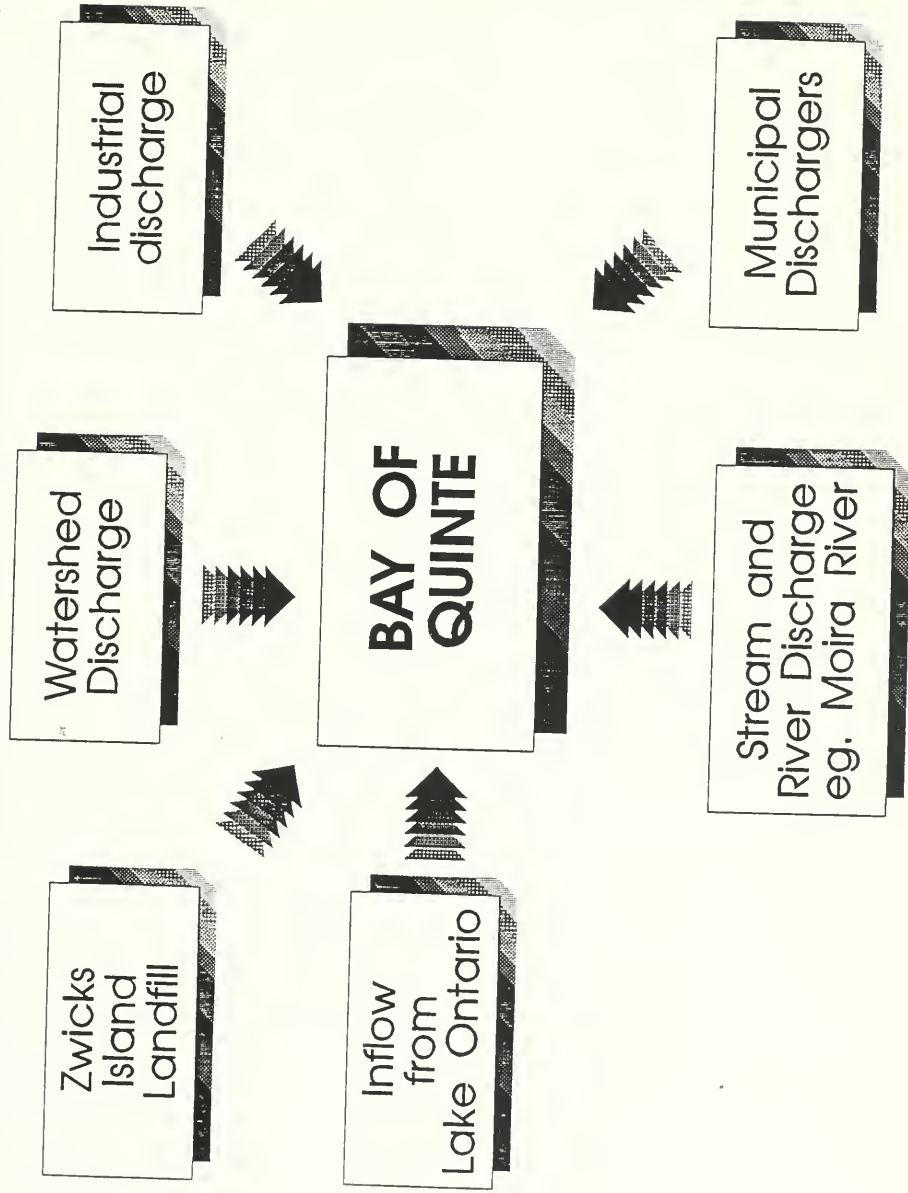 Zwicks
Island
Landfill
Watershed
Discharge
Industrial
discharge
Inflow
from
Lake Ontario
BAY OF
QUINTE
Stream and
River Discharge
eg. Moira River
Municipal
Dischargers